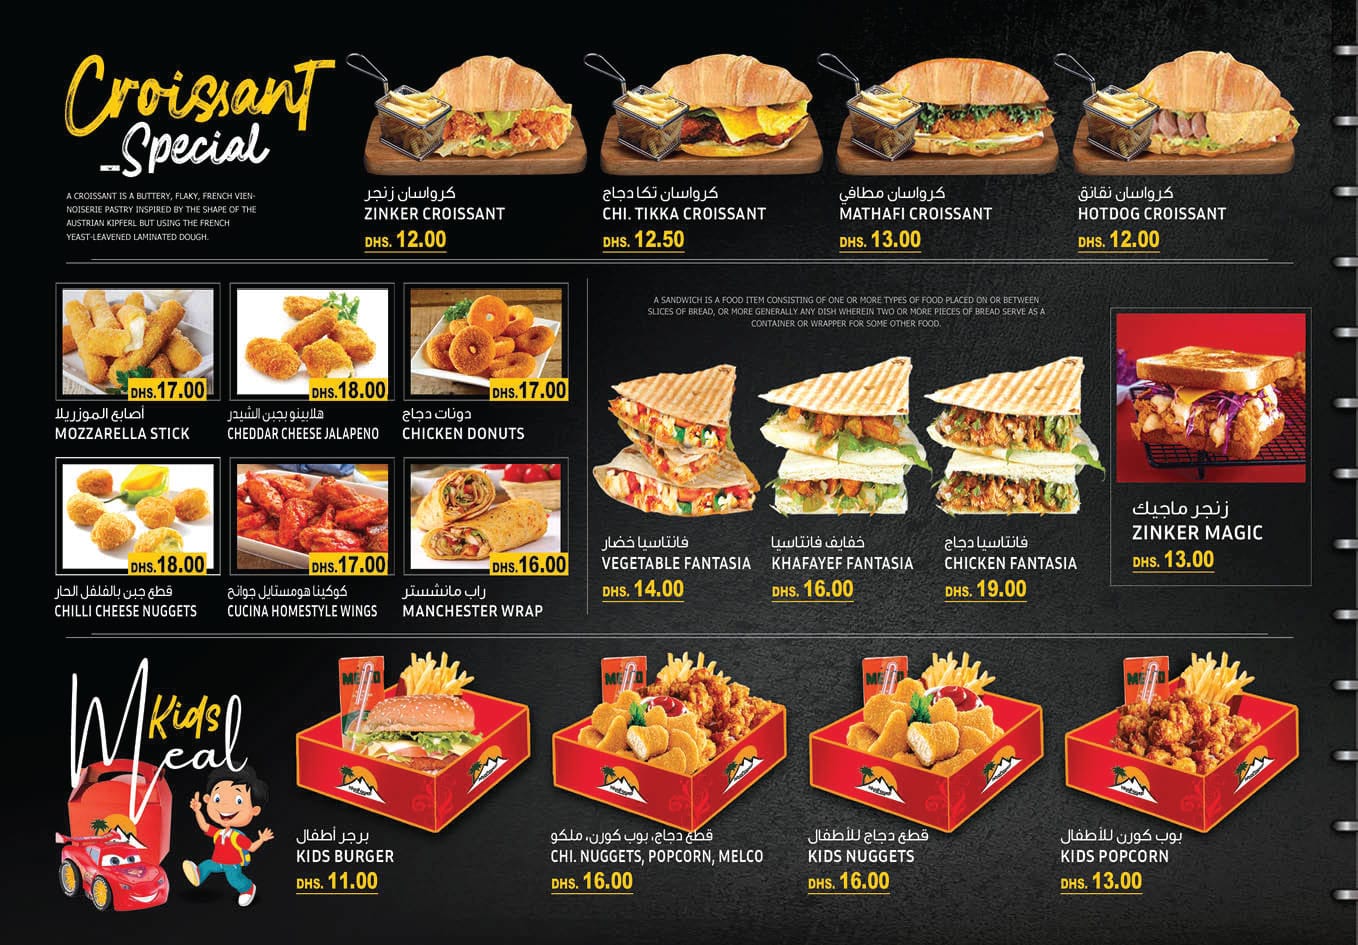 Croissant
Special
A CROISSANT IS A BUTTERY, FLAKY, FRENCH VIEN-
NOISERIE PASTRY INSPIRED BY THE SHAPE OF THE
AUSTRIAN KIPFERL BUT USING THE FRENCH
YEAST-LEAVENED LAMINATED DOUGH.
كرواسان زنجر
ZINKER CROISSANT
DHS. 12.00
كرواسان تكا دجاج
CHI. TIKKA CROISSANT
DHS. 12.50
كرواسان مطافي
MATHAFI CROISSANT
DHS. 13.00
كرواسان نقانق
HOTDOG CROISSANT
DHS. 12.00
DHS.17.00
أصابع الموزريلا
MOZZARELLA STICK
DHS.18.00
هلابينو بجبن الشيدر
CHEDDAR CHEESE JALAPENO
DHS.17.00
دونات دجاج
CHICKEN DONUTS
DHS.18.00
قطع جبن بالفلفل الحار
CHILLI CHEESE NUGGETS
DHS.17.00
كوكينا هومستايل جوانح
CUCINA HOMESTYLE WINGS
DHS.16.00
راب مانشستر
MANCHESTER WRAP
A SANDWICH IS A FOOD ITEM CONSISTING OF ONE OR MORE TYPES OF FOOD PLACED ON OR BETWEEN
SLICES OF BREAD, OR MORE GENERALLY ANY DISH WHEREIN TWO OR MORE PIECES OF BREAD SERVE AS A
CONTAINER OR WRAPPER FOR SOME OTHER FOOD.
فانتاسيا خضار
VEGETABLE FANTASIA
DHS. 14.00
خفايف فانتاسيا
KHAFAYEF FANTASIA
DHS. 16.00
فانتاسيا دجاج
CHICKEN FANTASIA
DHS. 19.00
زنجر ماجيك
ZINKER MAGIC
DHS. 13.00
Kids
Meal
برجر أطفال
KIDS BURGER
DHS. 11.00
قطع دجاج، بوب كورن، ملكو
CHI. NUGGETS, POPCORN, MELCO
DHS. 16.00
قطع دجاج للأطفال
KIDS NUGGETS
DHS. 16.00
بوب كورن للأطفال
KIDS POPCORN
DHS. 13.00